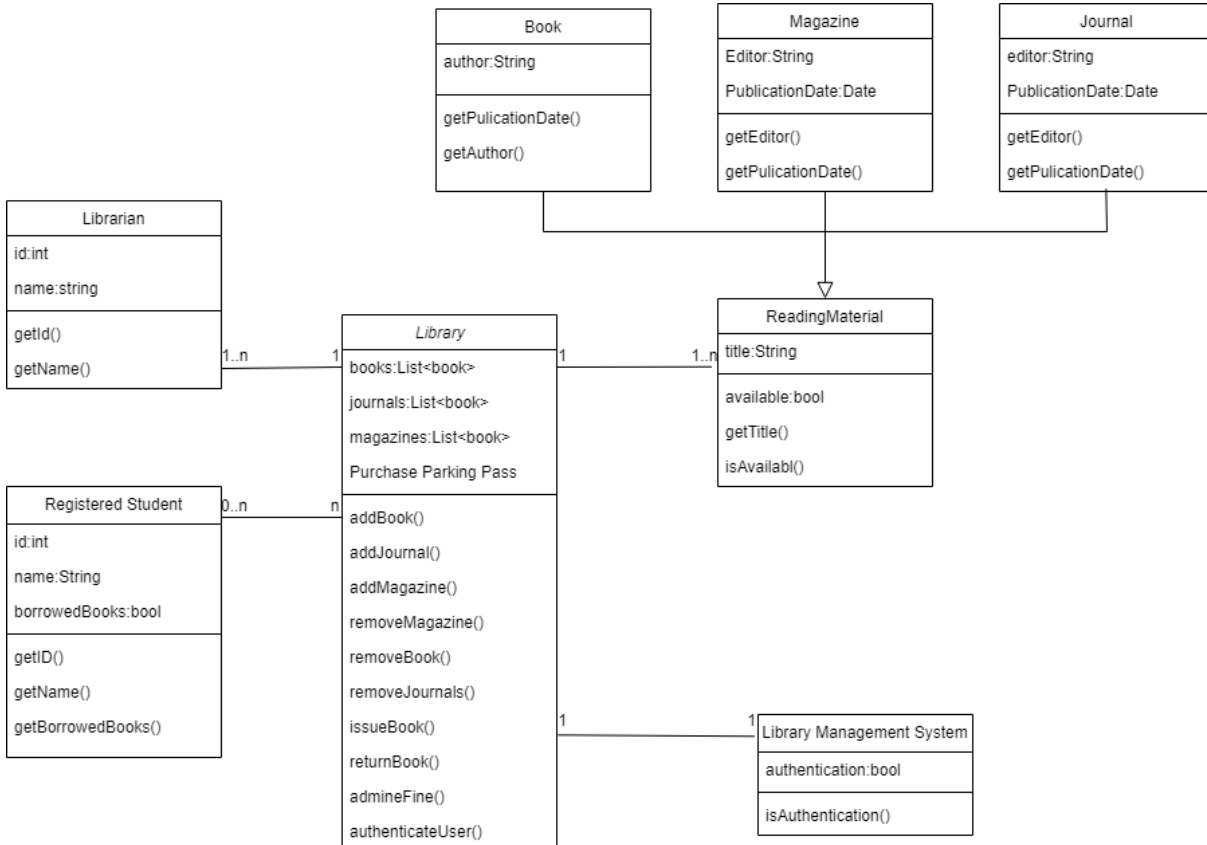 Book
author:String
getPulicationDate()
getAuthor()
Magazine
Editor:String
PublicationDate:Date
getEditor()
getPulicationDate()
Journal
editor:String
PublicationDate:Date
getEditor()
getPulicationDate()
Librarian
id:int
name:string
getId()
getName()
1..n
1
Library
books:List<book>
journals:List<book>
magazines:List<book>
Purchase Parking Pass
addBook()
addJournal()
addMagazine()
removeMagazine()
removeBook()
removeJournals()
issueBook()
returnBook()
admineFine()
authenticateUser()
1
1..n
ReadingMaterial
title:String
available:bool
getTitle()
isAvailabl()
Registered Student
id:int
name:String
borrowedBooks:bool
getID()
getName()
getBorrowedBooks()
0..n
n
1
1
Library Management System
authentication:bool
isAuthentication()